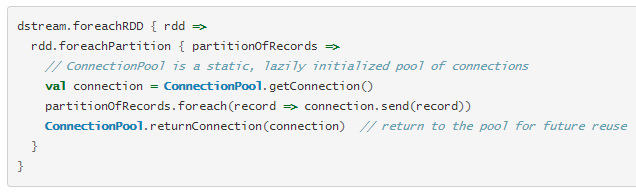 dstream.foreachRDD { rdd =>
  rdd.foreachPartition { partitionOfRecords =>
    // ConnectionPool is a static, lazily initialized pool of connections
    val connection = ConnectionPool.getConnection()
    partitionOfRecords.foreach(record => connection.send(record))
    ConnectionPool.returnConnection(connection)  // return to the pool for future reuse
  }
}